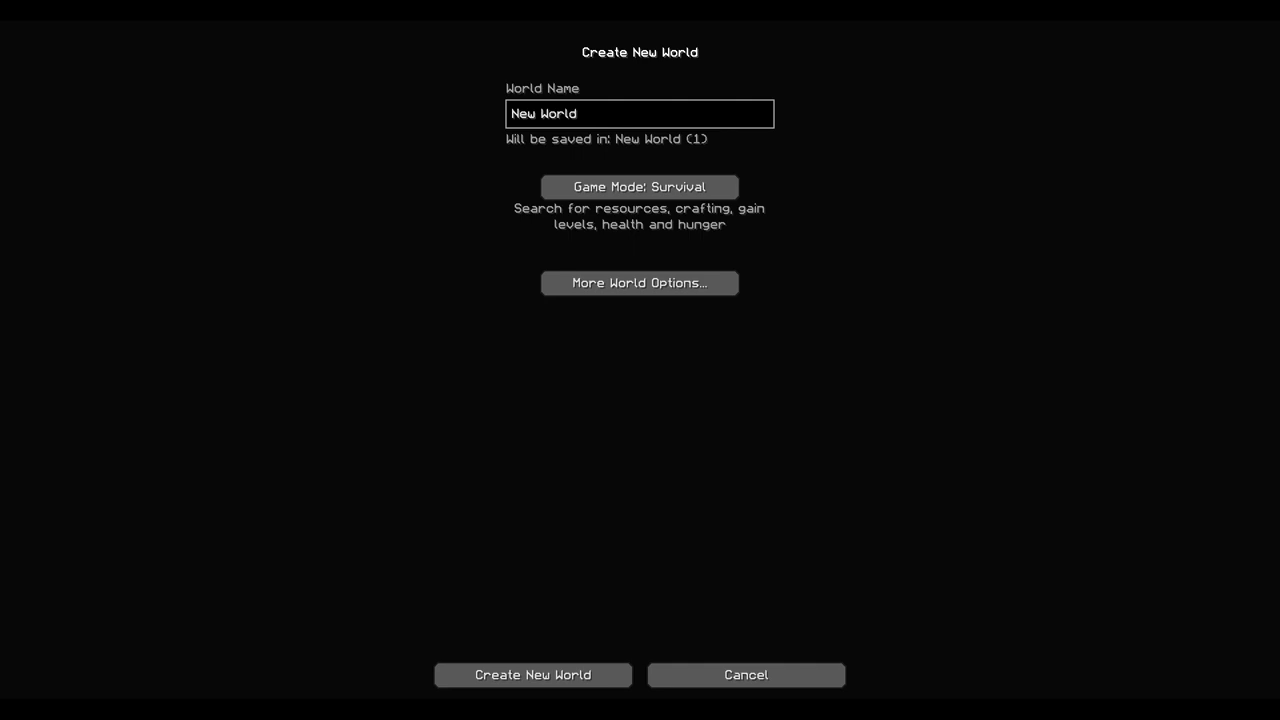 Create New World
World Name
New World
Will be saved in: New World (1)
Game Mode: Survival
Search for resources, crafting, gain
levels, health and hunger
More World Options...
Create New World
Cancel